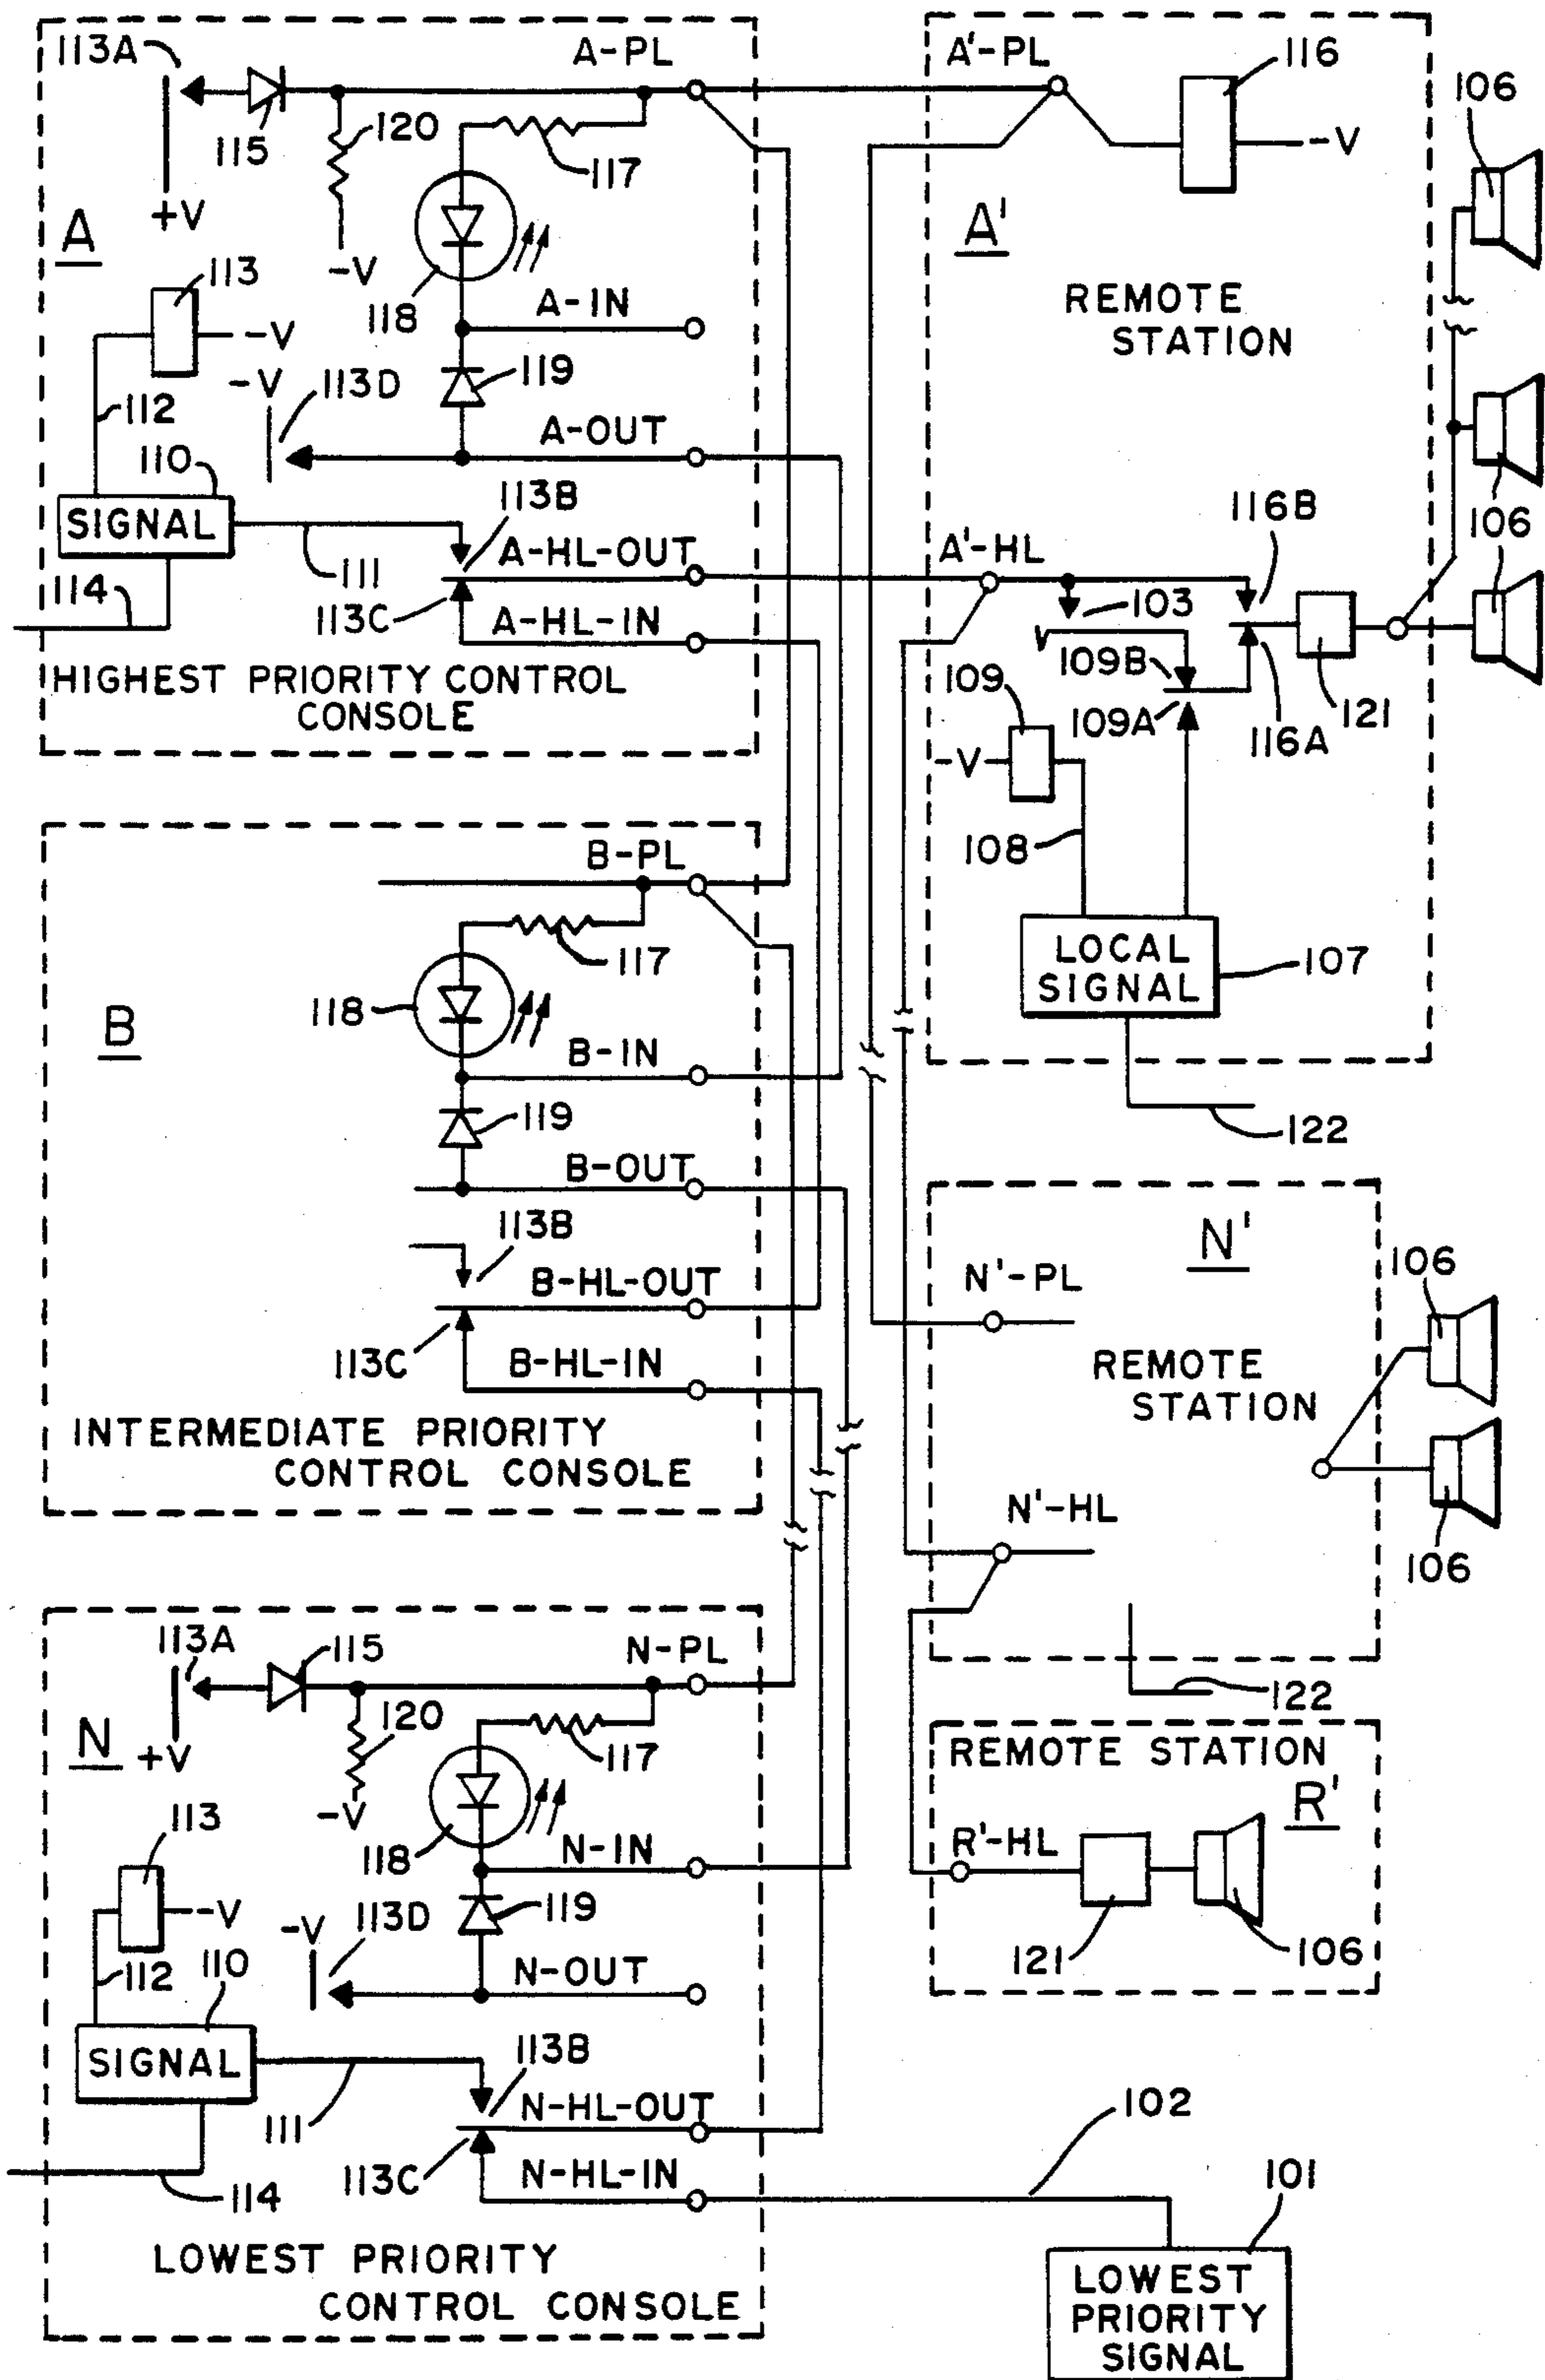 113A
A-PL
115
120
117
+V
-V
A
118
A-IN
113
-V
-V
113D
119
112
A-OUT
110
SIGNAL
113B
111
A-HL-OUT
114
113C
A-HL-IN
HIGHEST PRIORITY CONTROL
CONSOLE
A'-PL
116
-V
106
A'
REMOTE
STATION
106
116B
A'-HL
103
109B
109
109A
116A
121
106
-V
108
LOCAL
SIGNAL
107
122
B-PL
117
118
B
B-IN
119
B-OUT
113B
B-HL-OUT
113C
B-HL-IN
INTERMEDIATE PRIORITY
CONTROL CONSOLE
N'
N'-PL
106
REMOTE
STATION
N'-HL
106
122
113A
115
N-PL
120
N
+V
117
-V
113
118
N-IN
-V
-V
113D
119
112
110
N-OUT
SIGNAL
113B
111
N-HL-OUT
114
113C
N-HL-IN
LOWEST PRIORITY
CONTROL CONSOLE
REMOTE STATION
R'
R'-HL
121
106
102
101
LOWEST
PRIORITY
SIGNAL